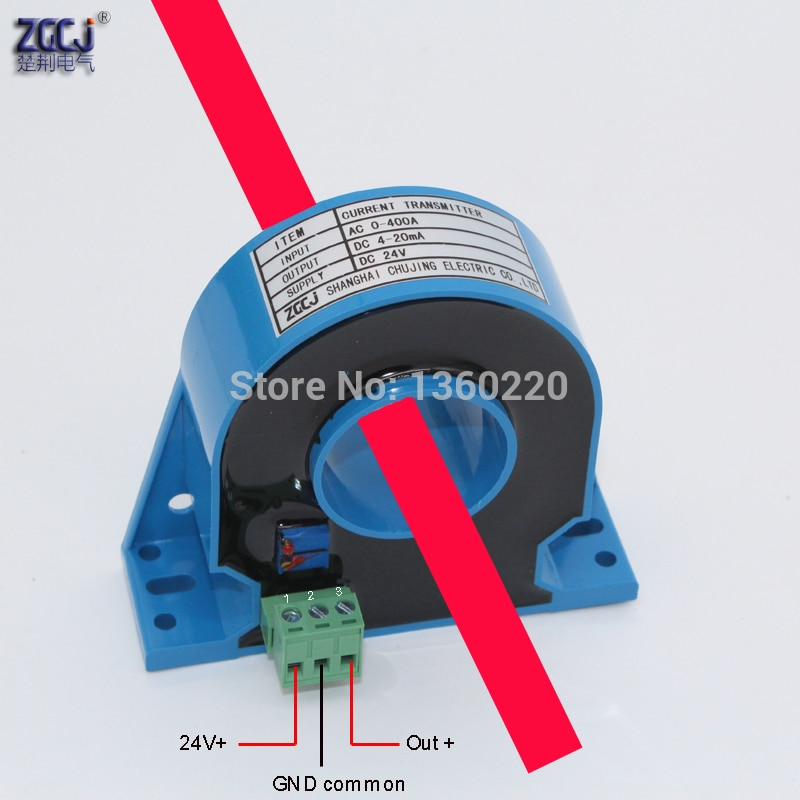 ZGCJ®
楚荆电气
ITEM CURRENT TRANSMITTER
INPUT AC 0-400A
OUTPUT DC 4-20mA
SUPPLY DC 24V
ZGCJ SHANGHAI CHUJING ELECTRIC CO.,LTD
Store No: 1360220
1 2 3
24V+
Out +
GND common